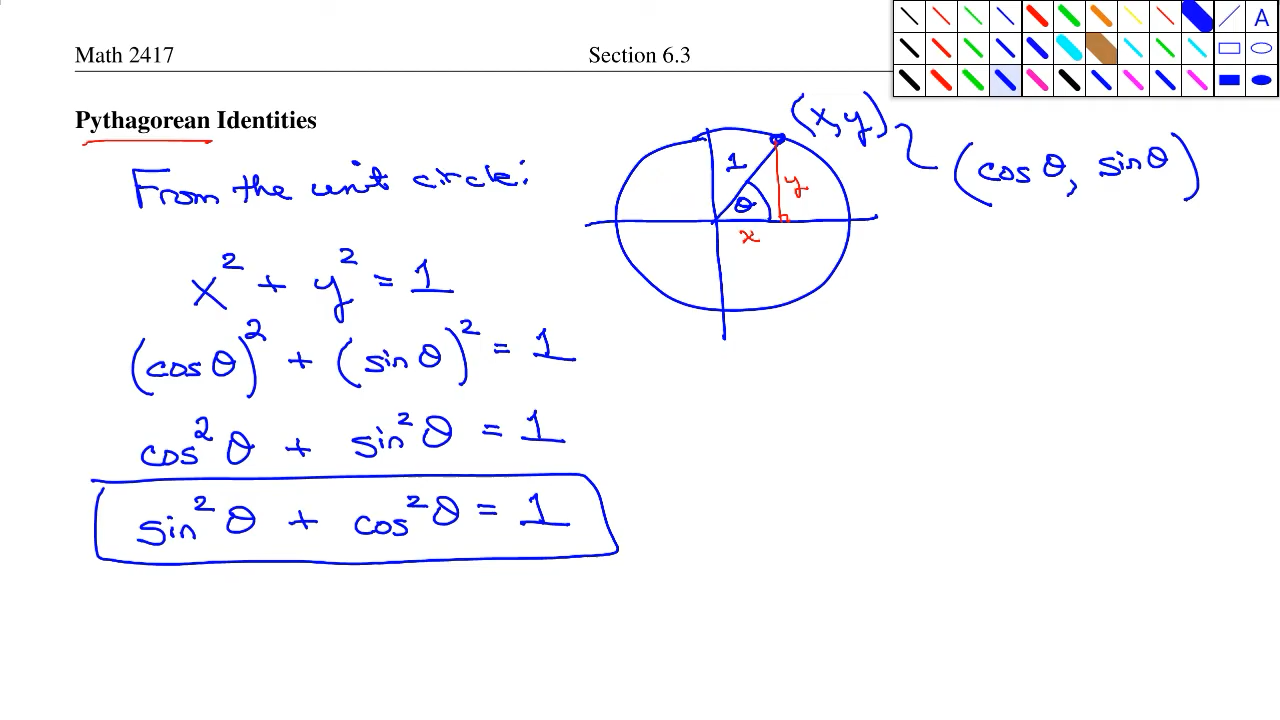 Math 2417 Section 6.3
A
Pythagorean Identities
(x, y)
(cos θ, sin θ)
From the unit circle:
1
y
θ
x
x² + y² = 1
(cos θ)² + (sin θ)² = 1
cos² θ + sin² θ = 1
sin² θ + cos² θ = 1